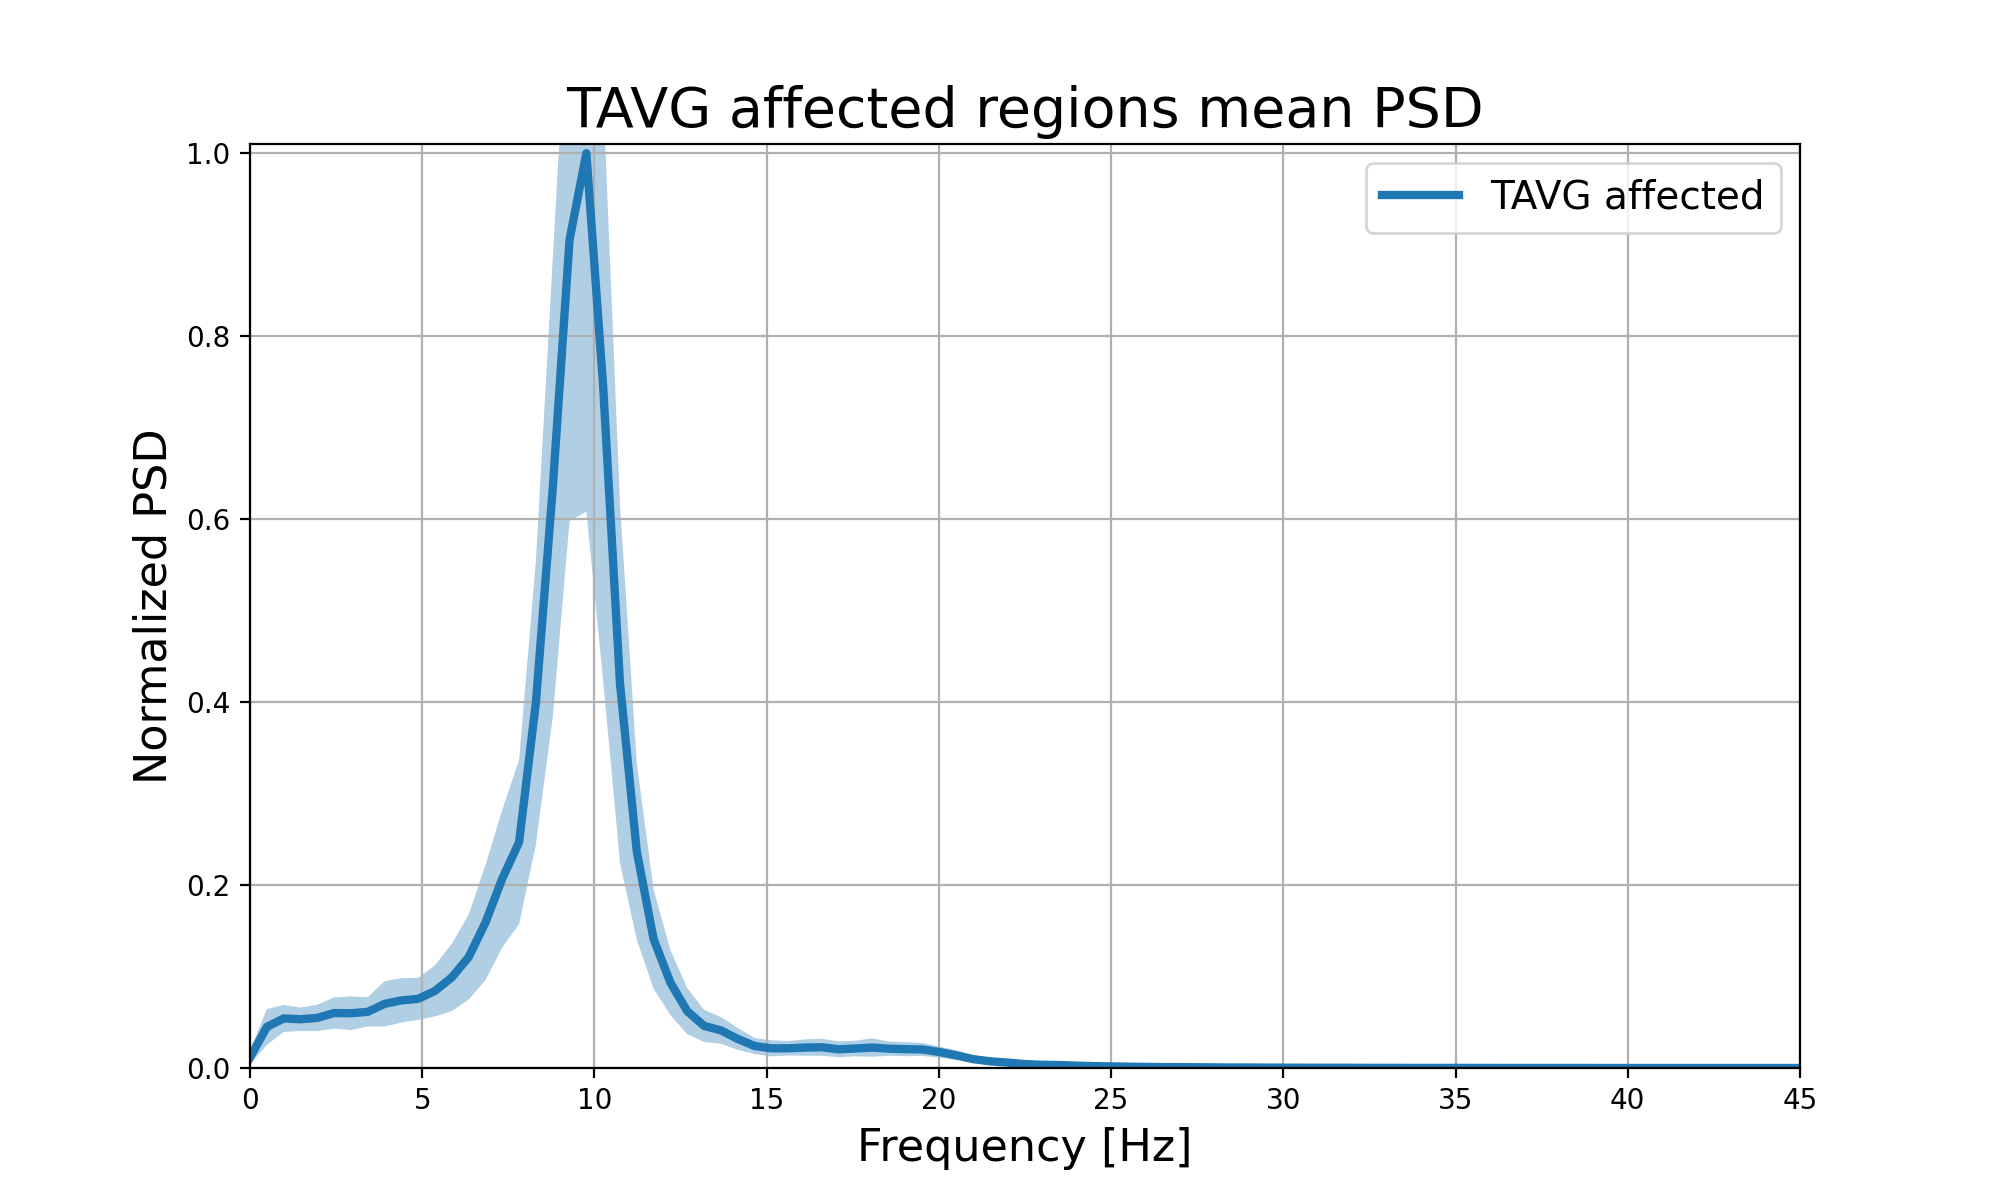 TAVG affected regions mean PSD
TAVG affected
Normalized PSD
1.0
0.8
0.6
0.4
0.2
0.0
0 5 10 15 20 25 30 35 40 45
Frequency [Hz]